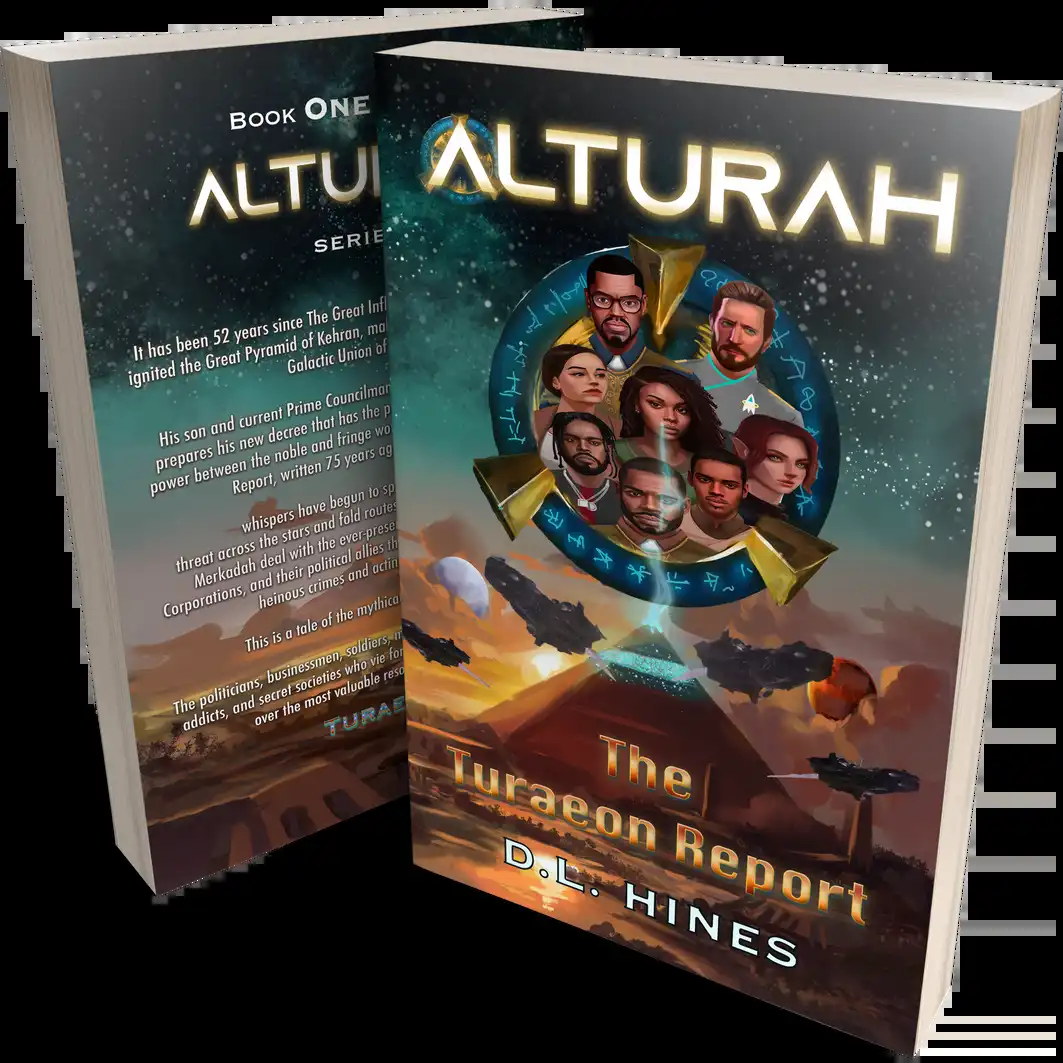 BOOK ONE
ALTU
SERIE
It has been 52 years since The Great Inf
ignited the Great Pyramid of Kehran, ma
Galactic Union of
His son and current Prime Councilman
prepares his new decree that has the p
power between the noble and fringe wo
Report, written 75 years ag
whispers have begun to sp
threat across the stars and fold routes
Merkadah deal with the ever-prese
Corporations, and their political allies th
heinous crimes and actin
This is a tale of the mythica
The politicians, businessmen, soldiers, m
addicts, and secret societies who vie for
over the most valuable reso
TURAE
ALTURAH
The
Turaeon Report
D.L. HINES